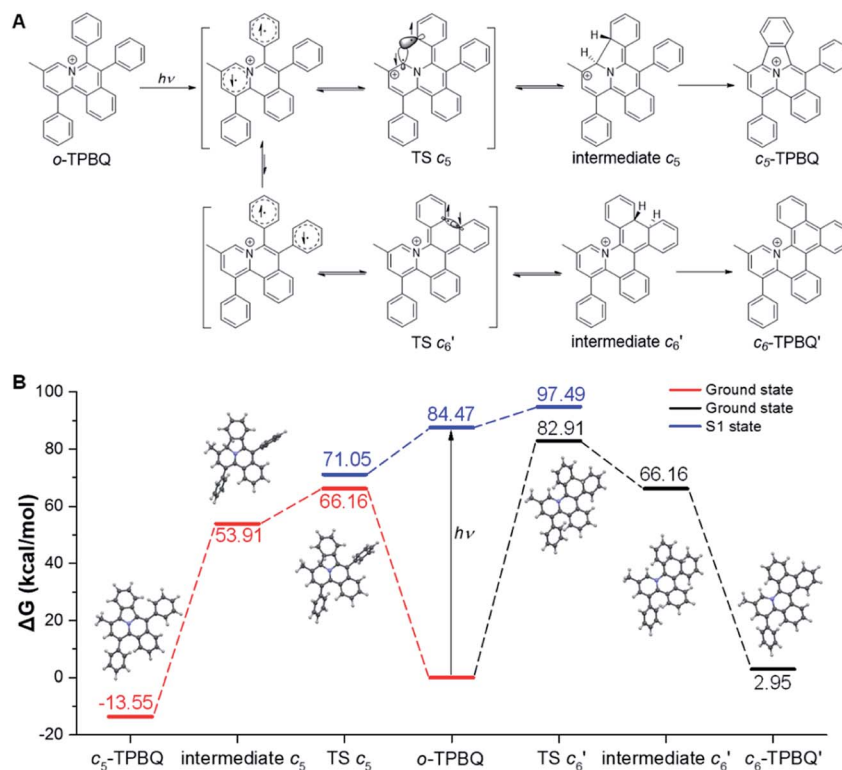 A
o-TPBQ
hν
TS c₅
intermediate c₅
c₅-TPBQ
TS c₆'
intermediate c₆'
c₆-TPBQ'
N
H
H
H
H
B
ΔG (kcal/mol)
100
80
60
40
20
0
-20
Ground state
Ground state
S1 state
97.49
84.47
82.91
71.05
66.16
66.16
53.91
hν
-13.55
2.95
c₅-TPBQ
intermediate c₅
TS c₅
o-TPBQ
TS c₆'
intermediate c₆'
c₆-TPBQ'